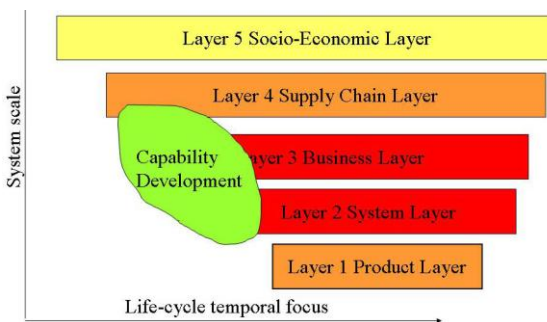 Layer 5 Socio-Economic Layer
Layer 4 Supply Chain Layer
System scale
Capability
Development
ayer 3 Business Layer
Layer 2 System Layer
Layer 1 Product Layer
Life-cycle temporal focus